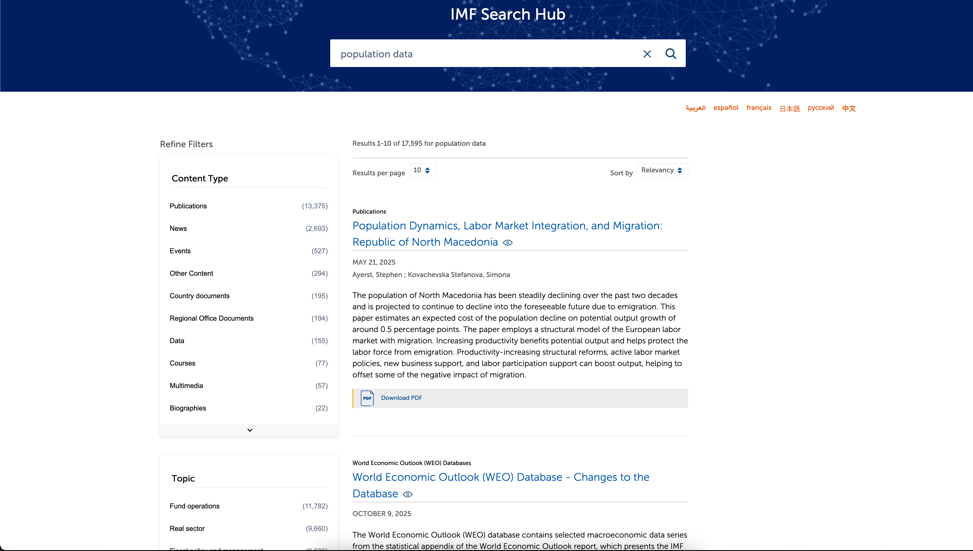 IMF Search Hub
population data
العربية español français 日本語 русский 中文
Refine Filters
Content Type
Publications (13,375)
News (2,693)
Events (527)
Other Content (294)
Country documents (195)
Regional Office Documents (194)
Data (155)
Courses (77)
Multimedia (57)
Biographies (22)
Topic
Fund operations (11,782)
Real sector (9,660)
Results 1-10 of 17,595 for population data
Results per page 10
Sort by Relevancy
Publications
Population Dynamics, Labor Market Integration, and Migration:
Republic of North Macedonia
MAY 21, 2025
Ayerst, Stephen ; Kovachevska Stefanova, Simona
The population of North Macedonia has been steadily declining over the past two decades
and is projected to continue to decline into the foreseeable future due to emigration. This
paper estimates an expected cost of the population decline on potential output growth of
around 0.5 percentage points. The paper employs a structural model of the European labor
market with migration. Increasing productivity benefits potential output and helps protect the
labor force from emigration. Productivity-increasing structural reforms, active labor market
policies, new business support, and labor participation support can boost output, helping to
offset some of the negative impact of migration.
PDF Download PDF
World Economic Outlook (WEO) Databases
World Economic Outlook (WEO) Database - Changes to the
Database
OCTOBER 9, 2025
The World Economic Outlook (WEO) database contains selected macroeconomic data series
from the statistical appendix of the World Economic Outlook report, which presents the IMF